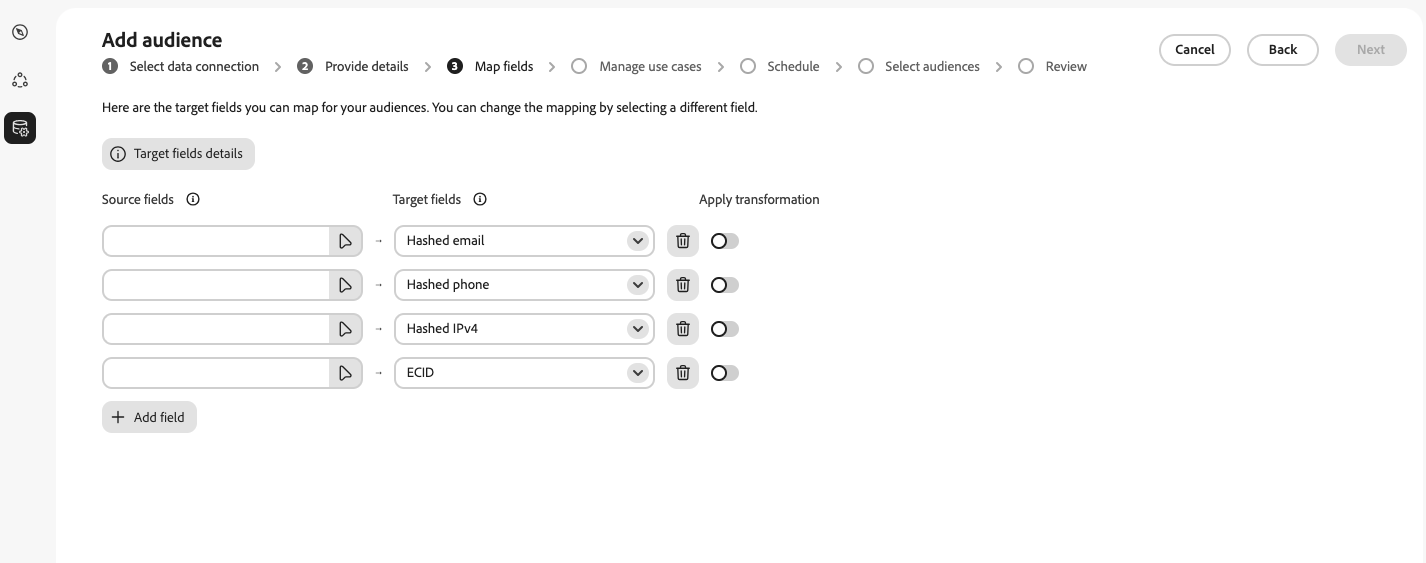 Add audience
1 Select data connection 2 Provide details 3 Map fields Manage use cases Schedule Select audiences Review
Cancel Back Next
Here are the target fields you can map for your audiences. You can change the mapping by selecting a different field.
Target fields details
Source fields Target fields Apply transformation
Hashed email
Hashed phone
Hashed IPv4
ECID
Add field